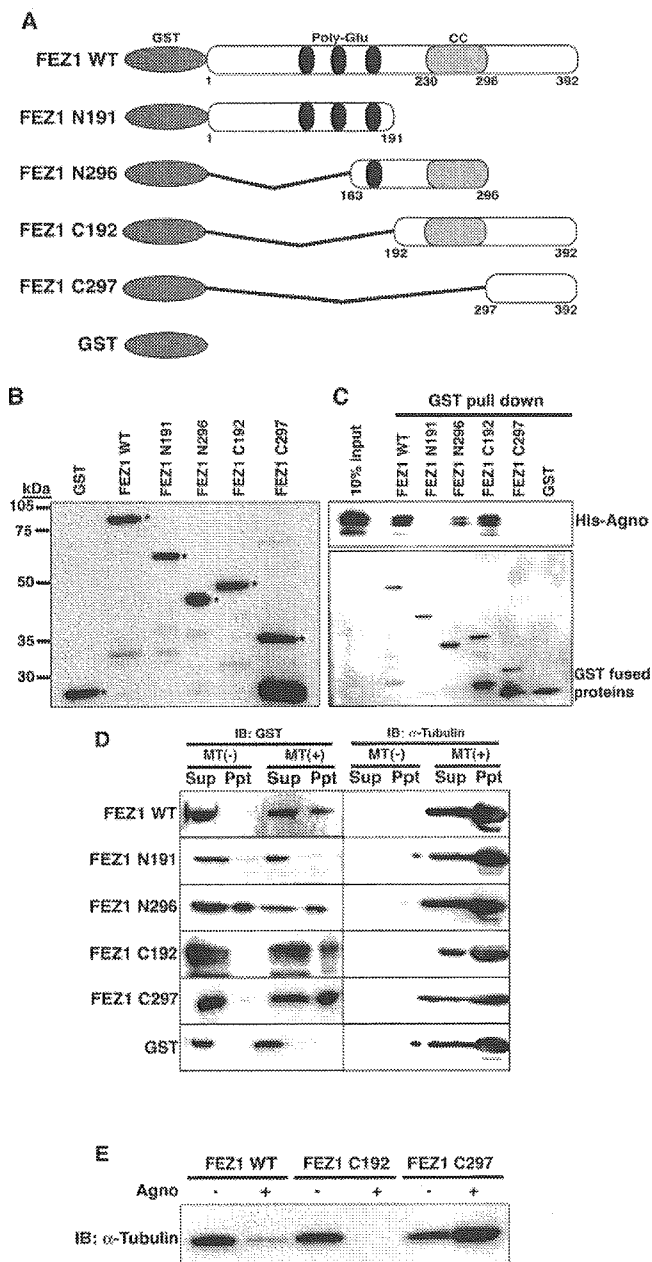 A
GST Poly-Glu CC
FEZ1 WT
1 230 296 392
FEZ1 N191
1 191
FEZ1 N296
163 296
FEZ1 C192
192 392
FEZ1 C297
297 392
GST
B
kDa
GST
FEZ1 WT
FEZ1 N191
FEZ1 N296
FEZ1 C192
FEZ1 C297
105
75
50
35
30
*
*
*
*
*
*
C
GST pull down
10% input
FEZ1 WT
FEZ1 N191
FEZ1 N296
FEZ1 C192
FEZ1 C297
GST
His-Agno
GST fused
proteins
D
IB: GST IB: α-Tubulin
MT(-) MT(+) MT(-) MT(+)
Sup Ppt Sup Ppt Sup Ppt Sup Ppt
FEZ1 WT
FEZ1 N191
FEZ1 N296
FEZ1 C192
FEZ1 C297
GST
E
FEZ1 WT FEZ1 C192 FEZ1 C297
Agno - + - + - +
IB: α-Tubulin